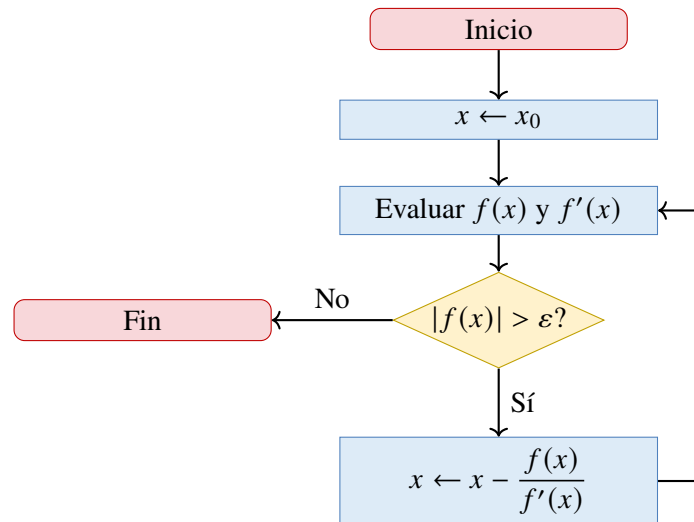 Inicio
x ← x₀
Evaluar f(x) y f′(x)
|f(x)| > ε?
No
Fin
Sí
x ← x − f(x)/f′(x)